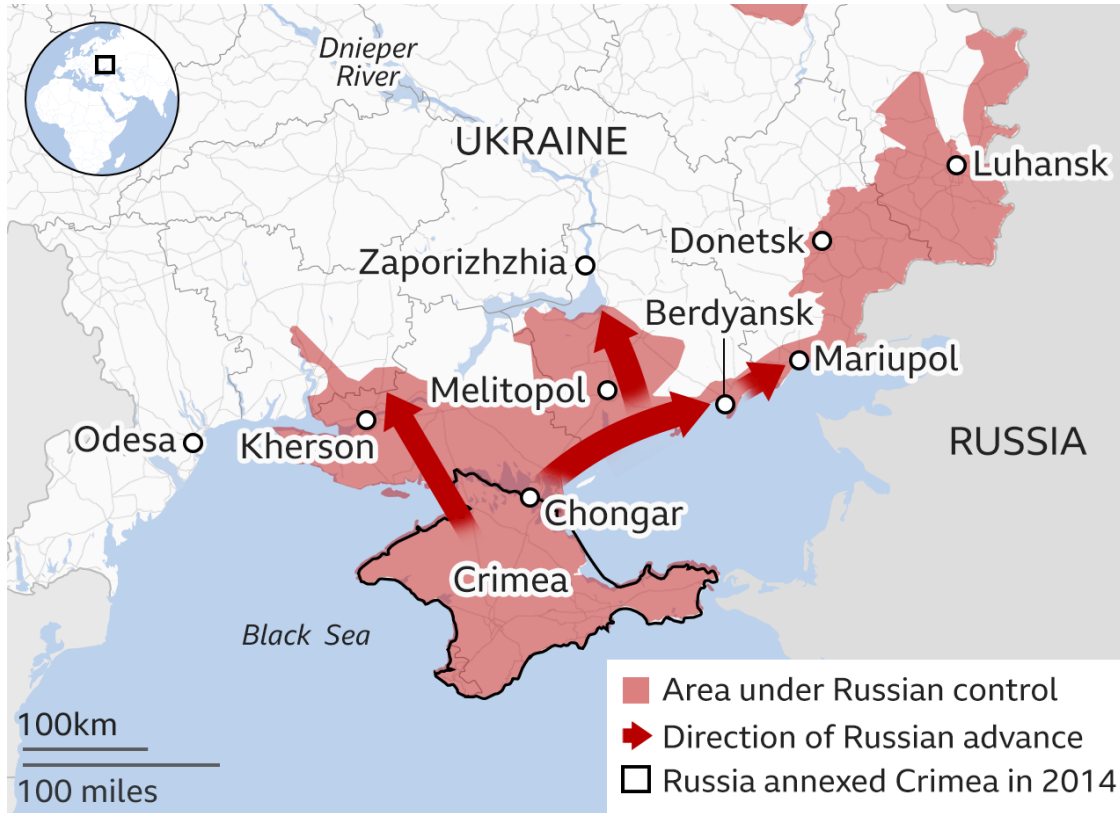 Dnieper
River
UKRAINE
Luhansk
Donetsk
Zaporizhzhia
Berdyansk
Mariupol
Melitopol
Kherson
Odesa
RUSSIA
Chongar
Crimea
Black Sea
Area under Russian control
Direction of Russian advance
Russia annexed Crimea in 2014
100km
100 miles